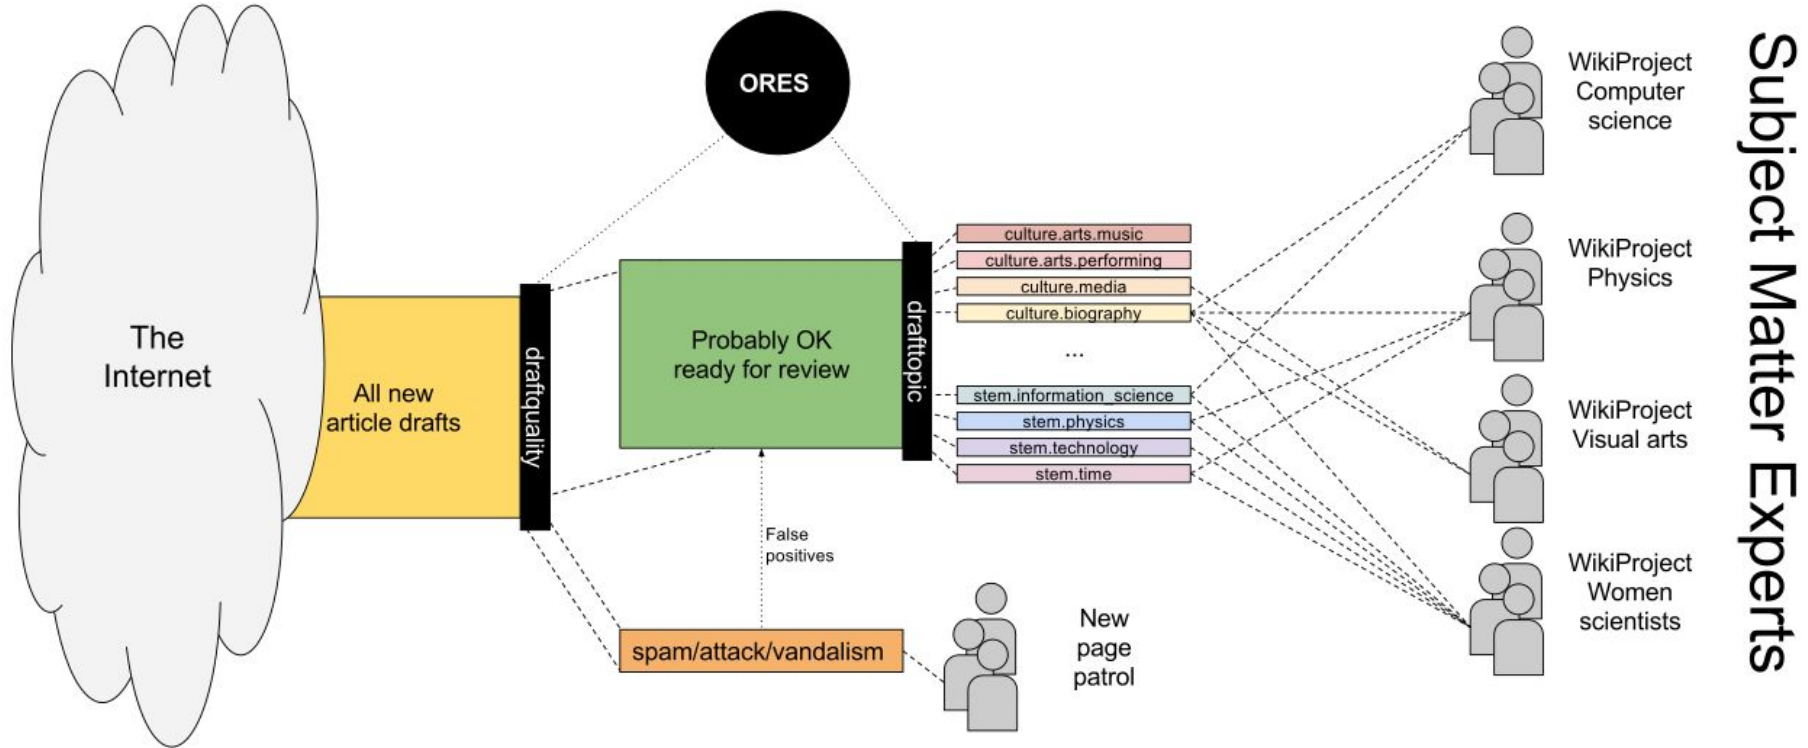 The
Internet
All new
article drafts
draftquality
ORES
Probably OK
ready for review
drafttopic
False
positives
spam/attack/vandalism
New
page
patrol
culture.arts.music
culture.arts.performing
culture.media
culture.biography
...
stem.information_science
stem.physics
stem.technology
stem.time
WikiProject
Computer
science
WikiProject
Physics
WikiProject
Visual arts
WikiProject
Women
scientists
Subject Matter Experts